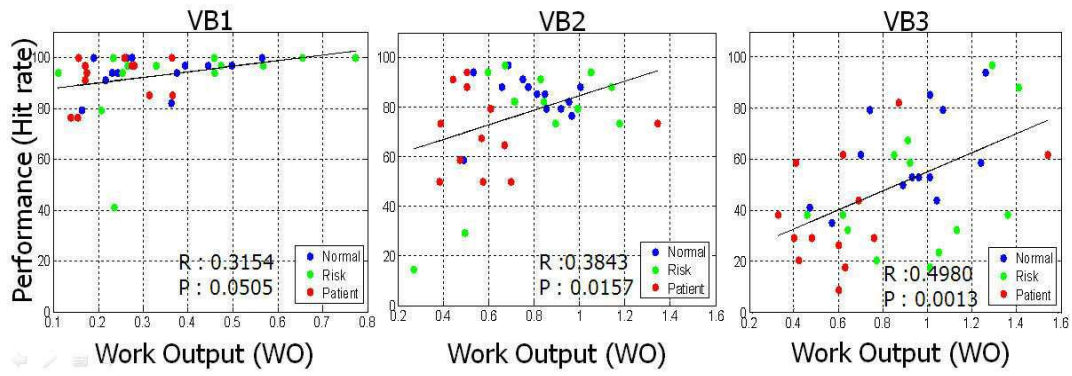 VB1
VB2
VB3
Performance (Hit rate)
100
80
60
40
20
0
R : 0.3154
P : 0.0505
Normal
Risk
Patient
0.1 0.2 0.3 0.4 0.5 0.6 0.7 0.8
Work Output (WO)
100
80
60
40
20
0
R : 0.3843
P : 0.0157
Normal
Risk
Patient
0.2 0.4 0.6 0.8 1 1.2 1.4 1.6
Work Output (WO)
100
80
60
40
20
0
R : 0.4980
P : 0.0013
Normal
Risk
Patient
0.2 0.4 0.6 0.8 1 1.2 1.4 1.6
Work Output (WO)